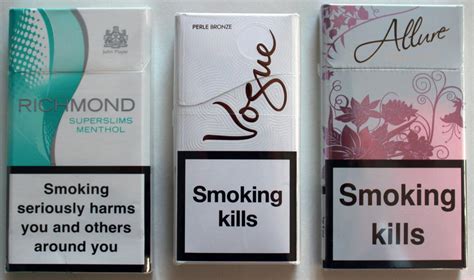 John Player
RICHMOND
SUPERSLIMS
MENTHOL
Smoking
seriously harms
you and others
around you
PERLE BRONZE
Vogue
Smoking
kills
Allure
Smoking
kills